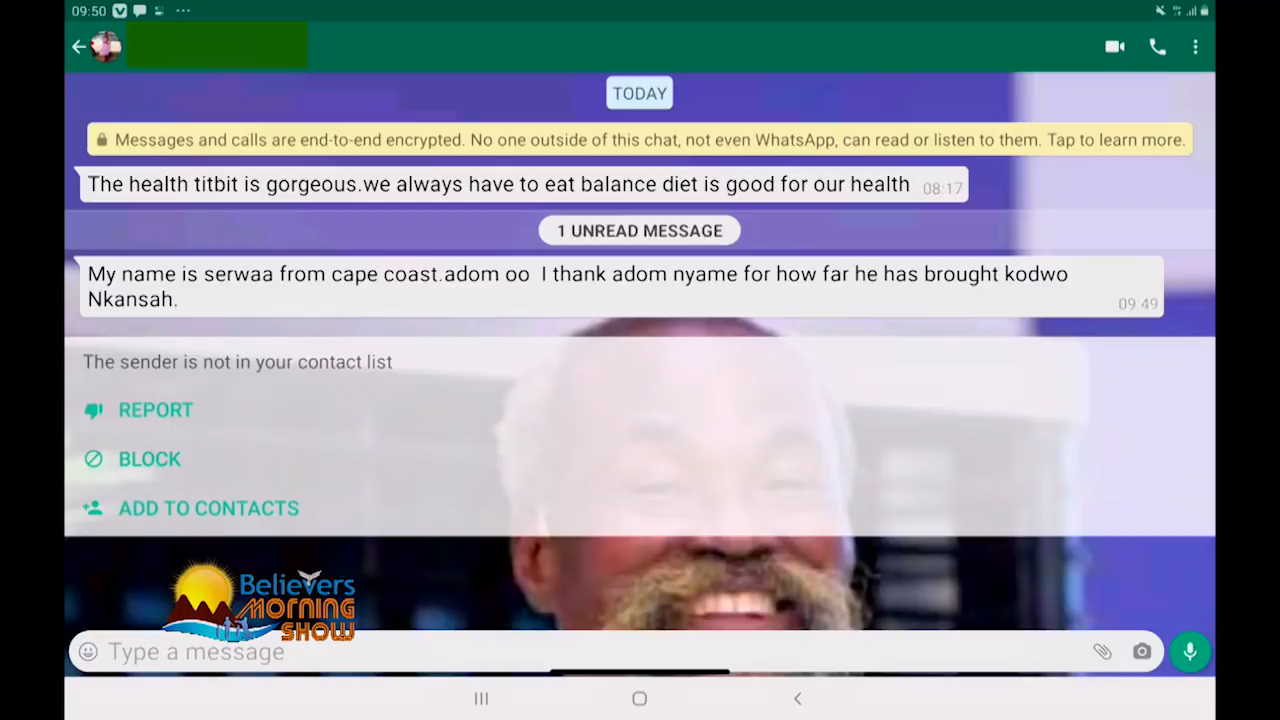 09:50
TODAY
Messages and calls are end-to-end encrypted. No one outside of this chat, not even WhatsApp, can read or listen to them. Tap to learn more.
The health titbit is gorgeous.we always have to eat balance diet is good for our health 08:17
1 UNREAD MESSAGE
My name is serwaa from cape coast.adom oo I thank adom nyame for how far he has brought kodwo
Nkansah. 09:49
The sender is not in your contact list
REPORT
BLOCK
ADD TO CONTACTS
Believers
MORNING
SHOW
Type a message